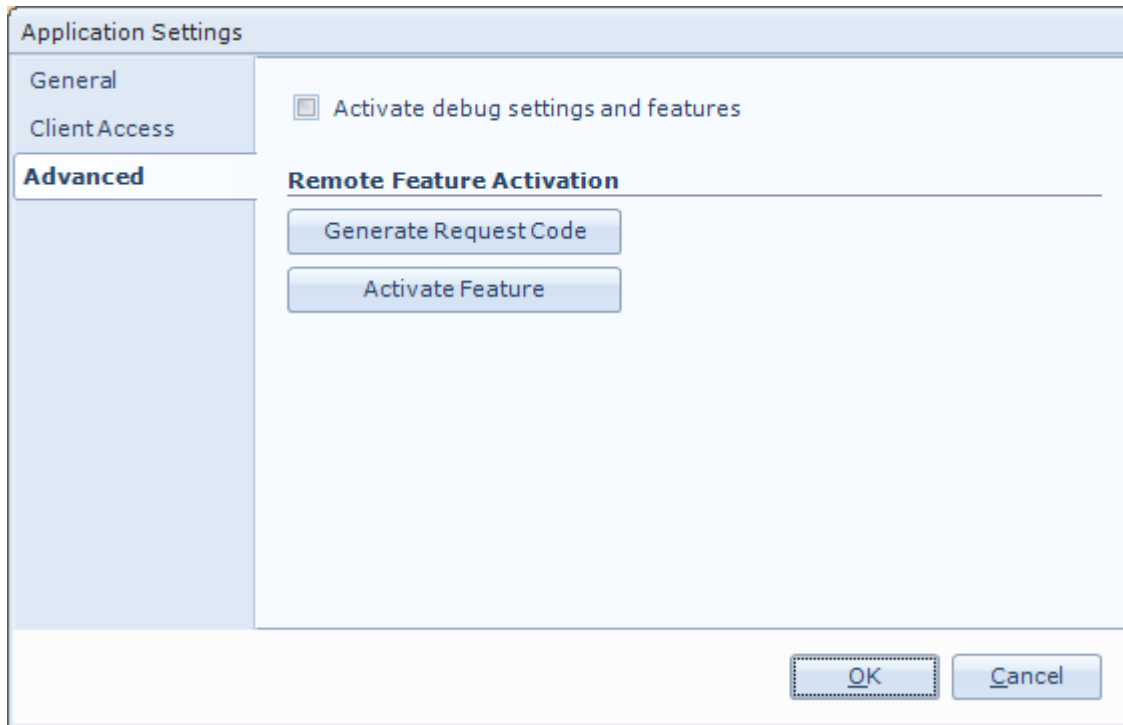 Application Settings
General
Client Access
Advanced
Activate debug settings and features
Remote Feature Activation
Generate Request Code
Activate Feature
OK
Cancel